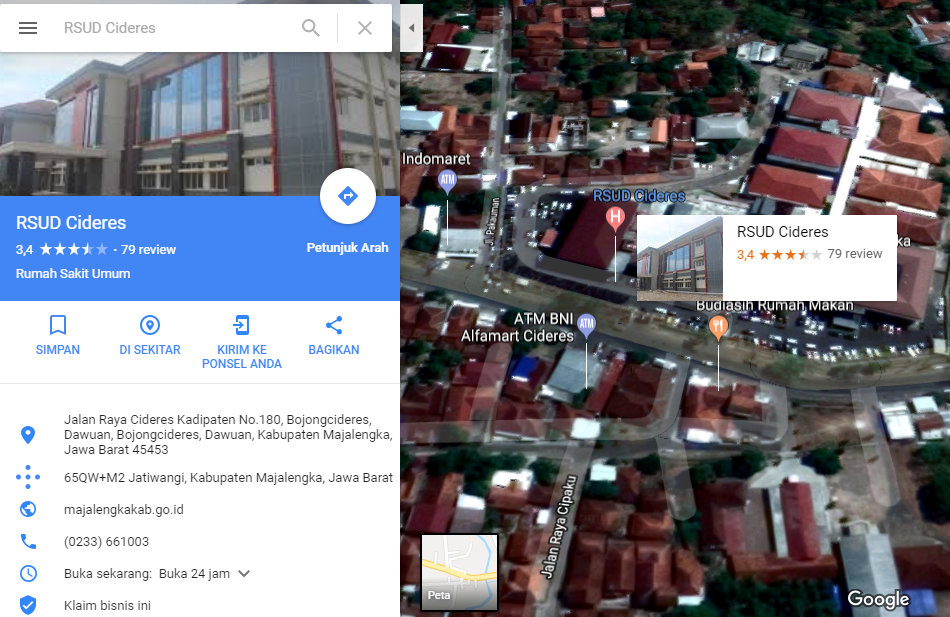 RSUD Cideres
RSUD Cideres
3,4
· 79 review
Petunjuk Arah
Rumah Sakit Umum
SIMPAN
DI SEKITAR
KIRIM KE
PONSEL ANDA
BAGIKAN
Jalan Raya Cideres Kadipaten No.180, Bojongcideres,
Dawuan, Bojongcideres, Dawuan, Kabupaten Majalengka,
Jawa Barat 45453
65QW+M2 Jatiwangi, Kabupaten Majalengka, Jawa Barat
majalengkakab.go.id
(0233) 661003
Buka sekarang: Buka 24 jam
Klaim bisnis ini
Indomaret
ATM
RSUD Cideres
H
RSUD Cideres
3,4
79 review
ka
Budiasih Rumah Makan
ATM BNI
Alfamart Cideres
ATM
Jalan Raya Cipaku
Peta
Google